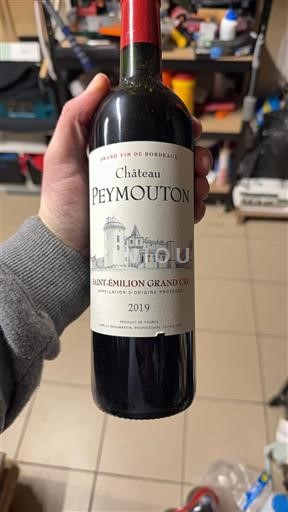 GRAND VIN DE BORDEAUX
Château
PEYMOUTON
SAINT-ÉMILION GRAND CRU
APPELLATION D'ORIGINE PROTÉGÉE
2019
PRODUCT OF FRANCE